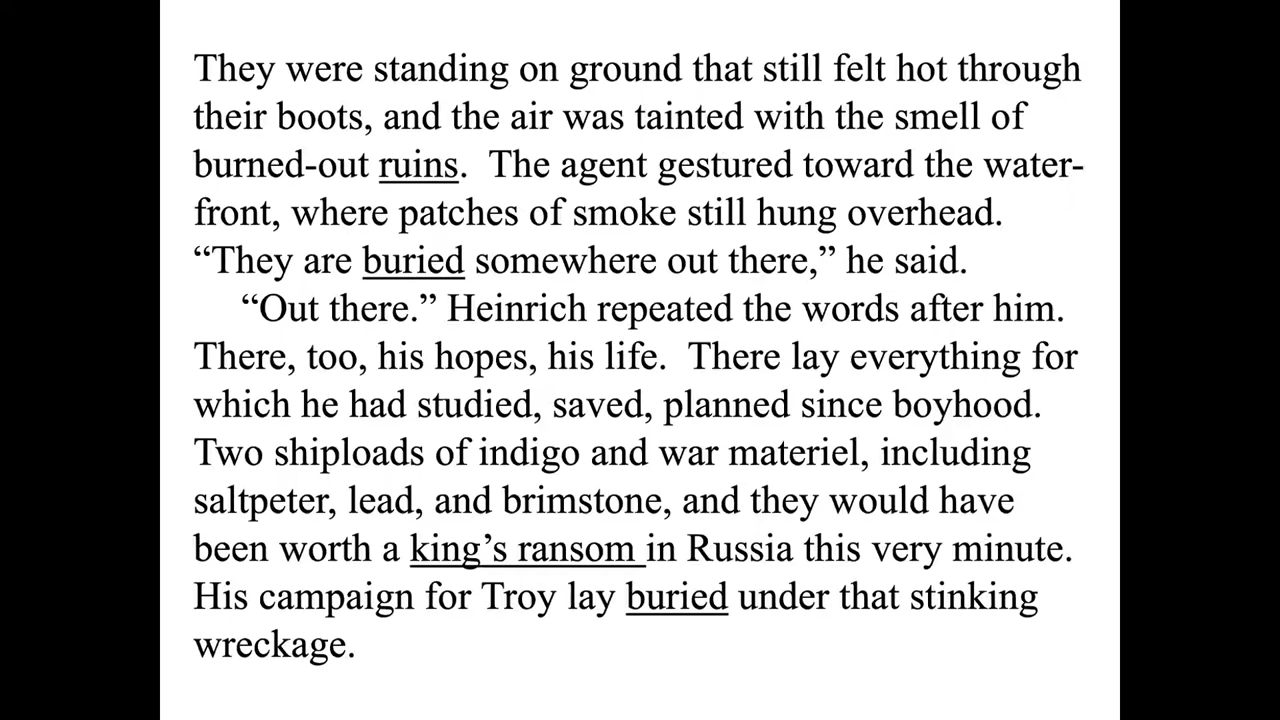 They were standing on ground that still felt hot through
their boots, and the air was tainted with the smell of
burned-out ruins.  The agent gestured toward the water-
front, where patches of smoke still hung overhead.
“They are buried somewhere out there,” he said.
“Out there.” Heinrich repeated the words after him.
There, too, his hopes, his life.  There lay everything for
which he had studied, saved, planned since boyhood.
Two shiploads of indigo and war materiel, including
saltpeter, lead, and brimstone, and they would have
been worth a king’s ransom in Russia this very minute.
His campaign for Troy lay buried under that stinking
wreckage.